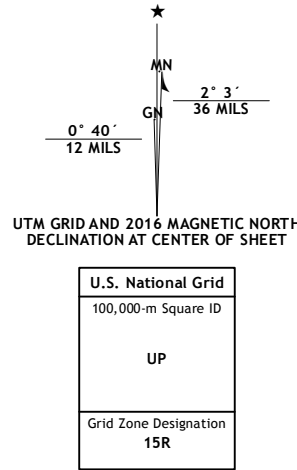 ★
MN
GN
2° 3´
36 MILS
0° 40´
12 MILS
UTM GRID AND 2016 MAGNETIC NORTH
DECLINATION AT CENTER OF SHEET
U.S. National Grid
100,000-m Square ID
UP
Grid Zone Designation
15R